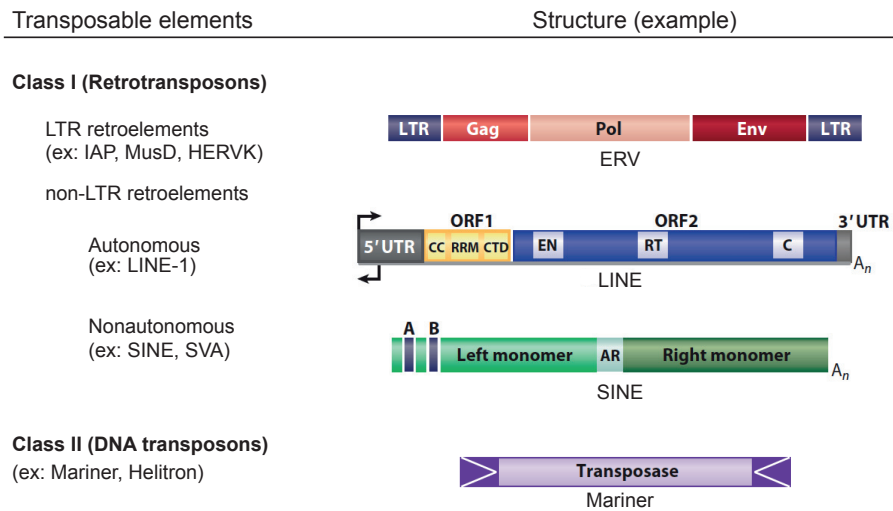 Transposable elements Structure (example)
Class I (Retrotransposons)
LTR retroelements
(ex: IAP, MusD, HERVK)
LTR Gag Pol Env LTR
ERV
non-LTR retroelements
ORF1 ORF2 3' UTR
Autonomous
(ex: LINE-1)
5' UTR CC RRM CTD EN RT C
An
LINE
Nonautonomous
(ex: SINE, SVA)
A B
Left monomer AR Right monomer
An
SINE
Class II (DNA transposons)
(ex: Mariner, Helitron)
Transposase
Mariner